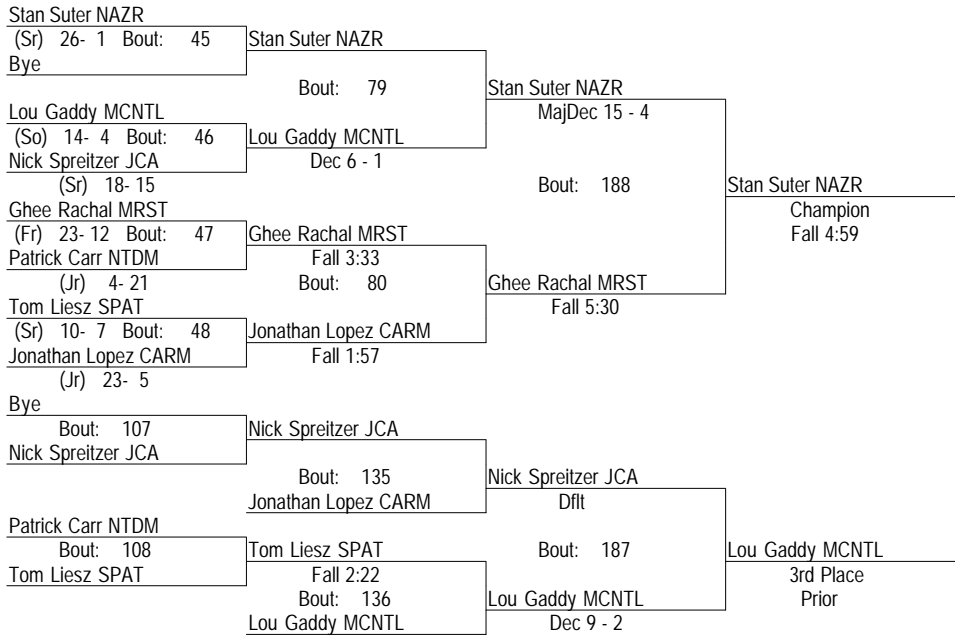 Stan Suter NAZR
(Sr) 26- 1 Bout: 45 Stan Suter NAZR
Bye
Bout: 79 Stan Suter NAZR
Lou Gaddy MCNTL MajDec 15 - 4
(So) 14- 4 Bout: 46 Lou Gaddy MCNTL
Nick Spreitzer JCA Dec 6 - 1
(Sr) 18- 15 Bout: 188 Stan Suter NAZR
Ghee Rachal MRST Champion
(Fr) 23- 12 Bout: 47 Ghee Rachal MRST Fall 4:59
Patrick Carr NTDM Fall 3:33
(Jr) 4- 21 Bout: 80 Ghee Rachal MRST
Tom Liesz SPAT Fall 5:30
(Sr) 10- 7 Bout: 48 Jonathan Lopez CARM
Jonathan Lopez CARM Fall 1:57
(Jr) 23- 5
Bye
Bout: 107 Nick Spreitzer JCA
Nick Spreitzer JCA
Bout: 135 Nick Spreitzer JCA
Jonathan Lopez CARM Dflt
Patrick Carr NTDM
Bout: 108 Tom Liesz SPAT Bout: 187 Lou Gaddy MCNTL
Tom Liesz SPAT Fall 2:22 3rd Place
Bout: 136 Lou Gaddy MCNTL Prior
Lou Gaddy MCNTL Dec 9 - 2